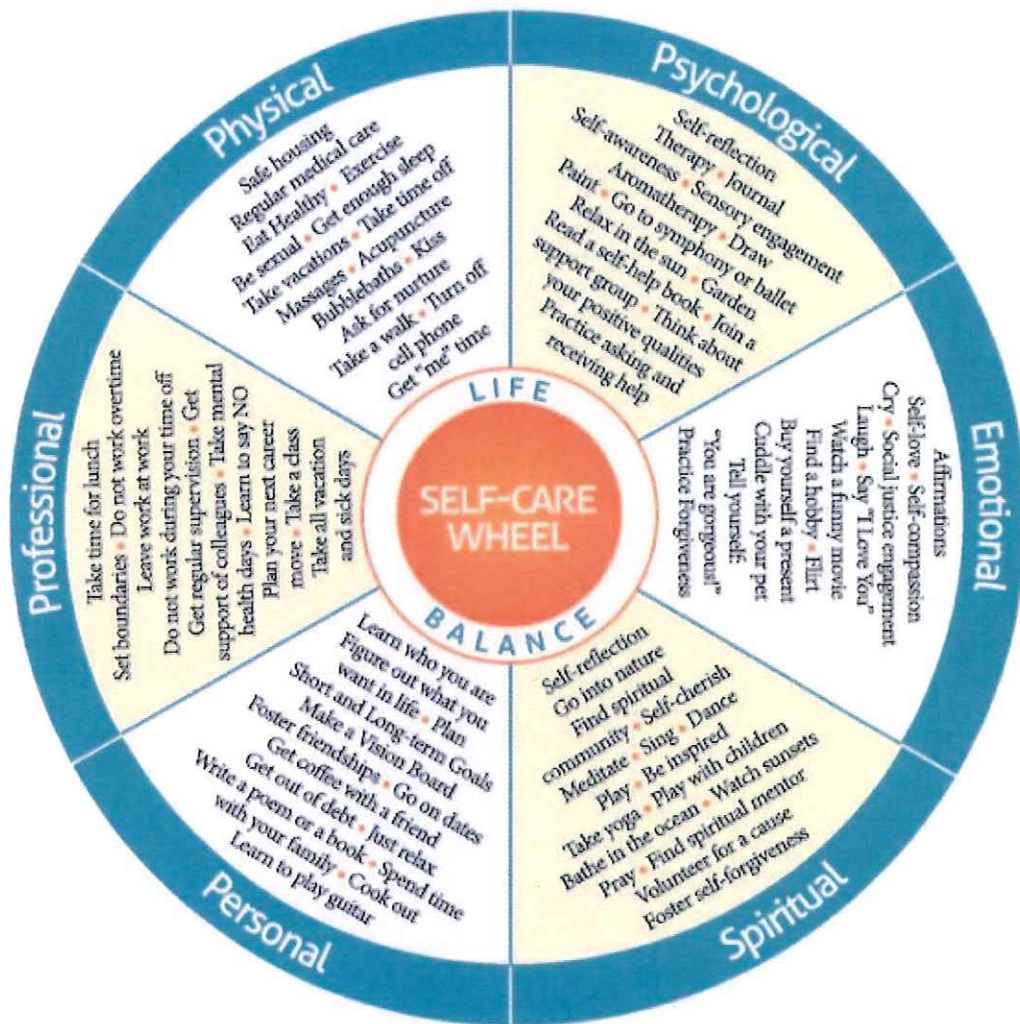 SELF-CARE
WHEEL
LIFE
BALANCE
Physical
Safe housing
Regular medical care
Eat Healthy • Exercise
Be sexual • Get enough sleep
Take vacations • Take time off
Massages • Acupuncture
Bubblebaths • Kiss
Ask for nurture
Take a walk • Turn off
cell phone
Get "me" time
Psychological
Self-reflection
Therapy • Journal
Self-awareness • Sensory engagement
Aromatherapy • Draw
Paint • Go to symphony or ballet
Relax in the sun • Garden
Read a self-help book • Join a
support group • Think about
your positive qualities
Practice asking and
receiving help
Emotional
Affirmations
Self-love • Self-compassion
Cry • Social justice engagement
Laugh • Say "I Love You"
Watch a funny movie
Find a hobby • Flirt
Buy yourself a present
Cuddle with your pet
Tell yourself:
"You are gorgeous!"
Practice Forgiveness
Spiritual
Self-reflection
Go into nature
Find spiritual
community • Self-cherish
Meditate • Sing • Dance
Play • Be inspired
Take yoga • Play with children
Bathe in the ocean • Watch sunsets
Pray • Find spiritual mentor
Volunteer for a cause
Foster self-forgiveness
Personal
Learn who you are
Figure out what you
want in life • Plan
Short and Long-term Goals
Make a Vision Board
Foster friendships • Go on dates
Get coffee with a friend
Get out of debt • Just relax
Write a poem or a book • Spend time
with your family • Cook out
Learn to play guitar
Professional
Take time for lunch
Set boundaries • Do not work overtime
Leave work at work
Do not work during your time off
Get regular supervision • Get
support of colleagues • Take mental
health days • Learn to say NO
Plan your next career
move • Take a class
Take all vacation
and sick days